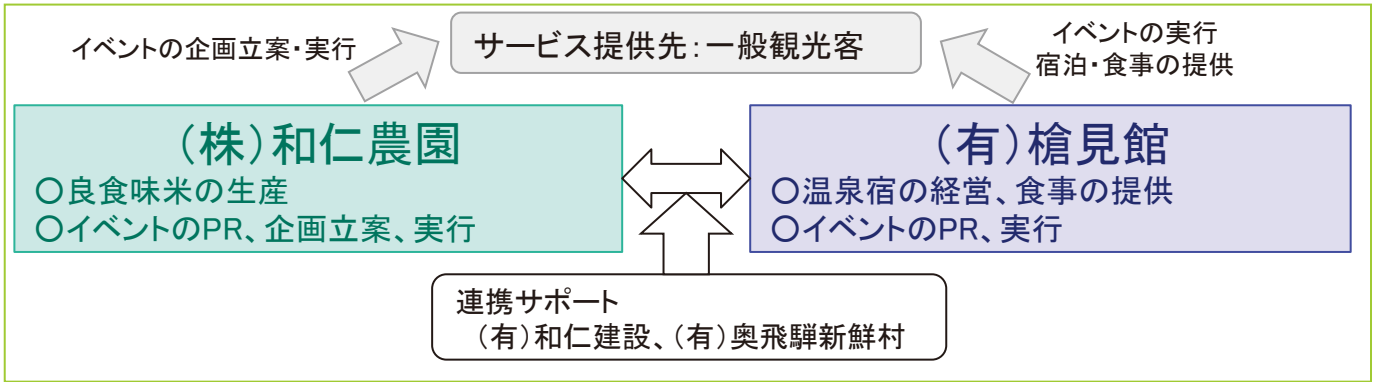 イベントの企画立案・実行
サービス提供先：一般観光客
イベントの実行
宿泊・食事の提供
（株）和仁農園
○良食味米の生産
○イベントのPR、企画立案、実行
（有）槍見館
○温泉宿の経営、食事の提供
○イベントのPR、実行
連携サポート
（有）和仁建設、（有）奥飛騨新鮮村